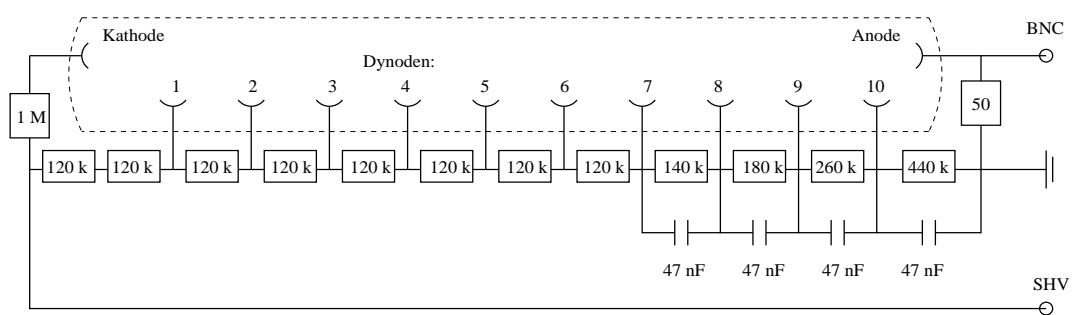 BNC
Kathode
Anode
Dynoden:
1 2 3 4 5 6 7 8 9 10
1 M
50
120 k 120 k 120 k 120 k 120 k 120 k 120 k 120 k 140 k 180 k 260 k 440 k
47 nF 47 nF 47 nF 47 nF
SHV